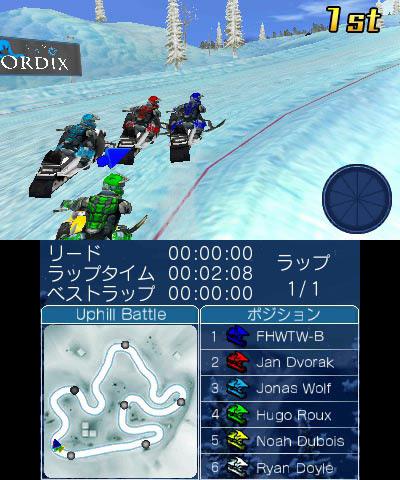 1st
ORDIX
リード 00:00:00
ラップタイム 00:02:08
ベストラップ 00:00:00
ラップ
1/1
Uphill Battle
ポジション
1 FHWTW-B
2 Jan Dvorak
3 Jonas Wolf
4 Hugo Roux
5 Noah Dubois
6 Ryan Doyle